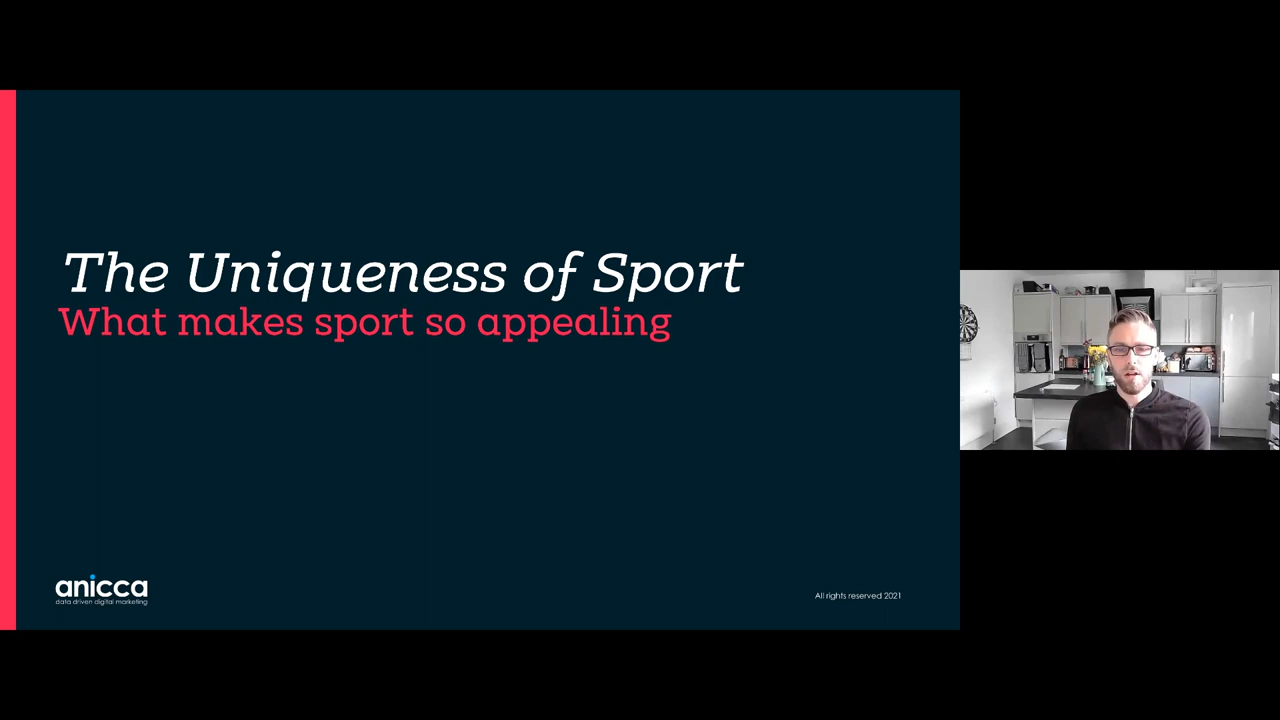 The Uniqueness of Sport
What makes sport so appealing
anicca
data driven digital marketing
All rights reserved 2021